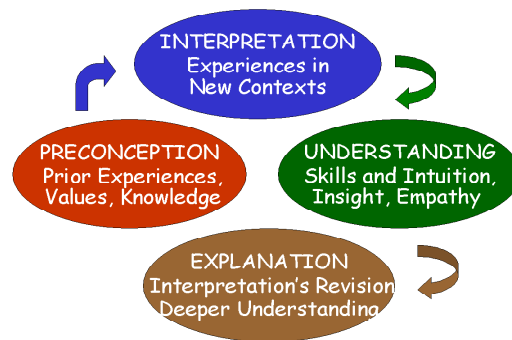 INTERPRETATION
Experiences in
New Contexts
PRECONCEPTION
Prior Experiences,
Values, Knowledge
UNDERSTANDING
Skills and Intuition,
Insight, Empathy
EXPLANATION
Interpretation’s Revision
Deeper Understanding